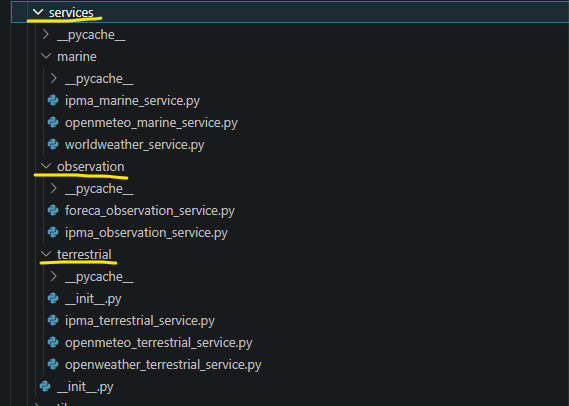 services
__pycache__
marine
__pycache__
ipma_marine_service.py
openmeteo_marine_service.py
worldweather_service.py
observation
__pycache__
foreca_observation_service.py
ipma_observation_service.py
terrestrial
__pycache__
__init__.py
ipma_terrestrial_service.py
openmeteo_terrestrial_service.py
openweather_terrestrial_service.py
__init__.py